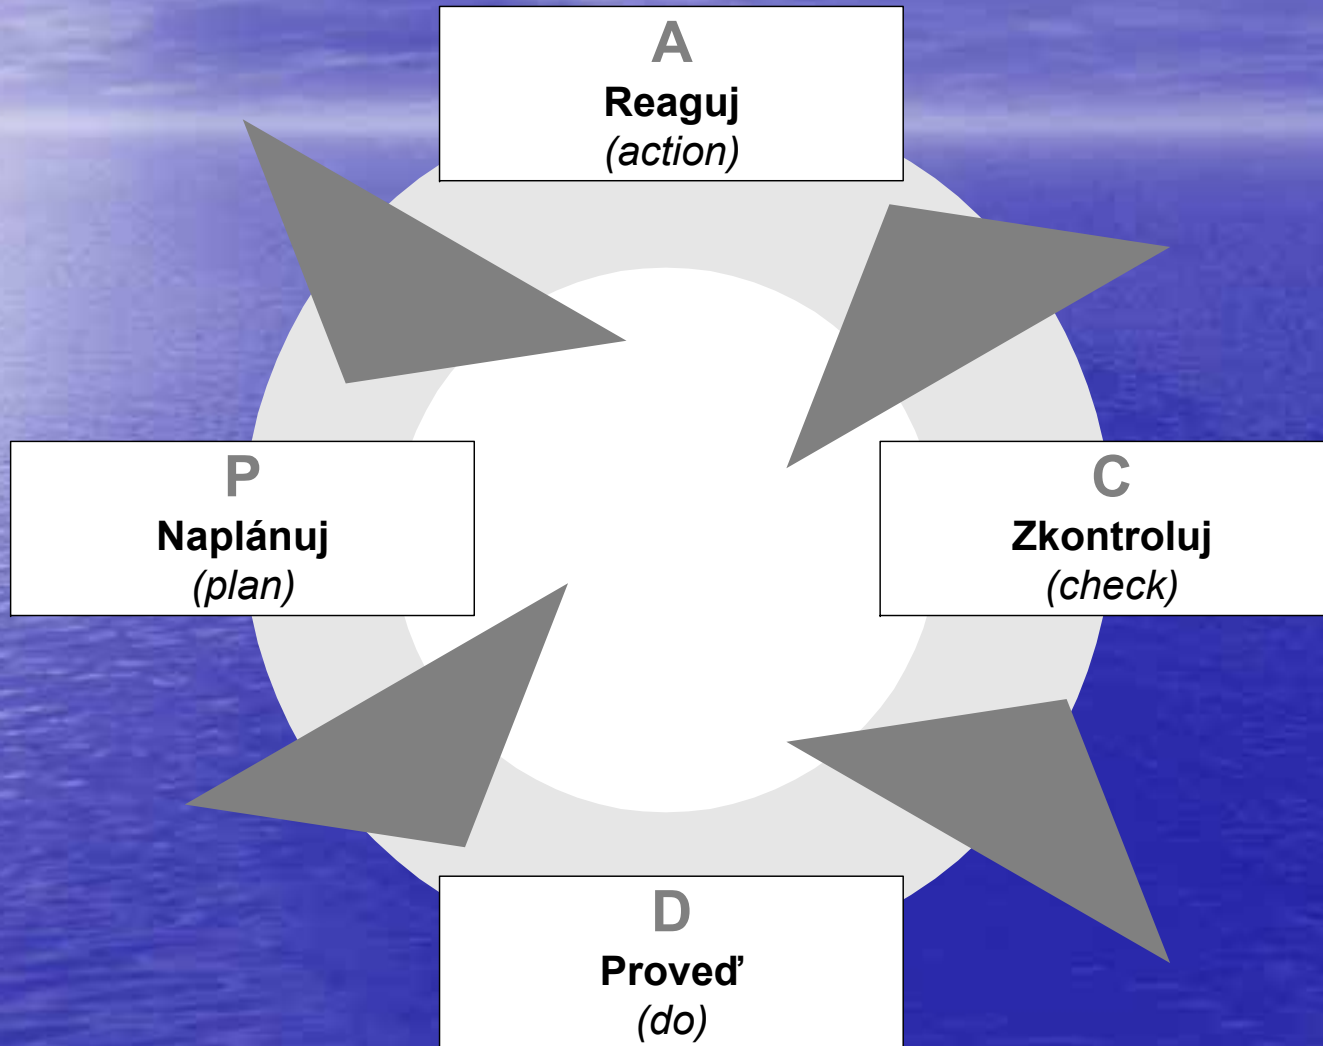 A
Reaguj
(action)
P
Naplánuj
(plan)
C
Zkontroluj
(check)
D
Proveď
(do)